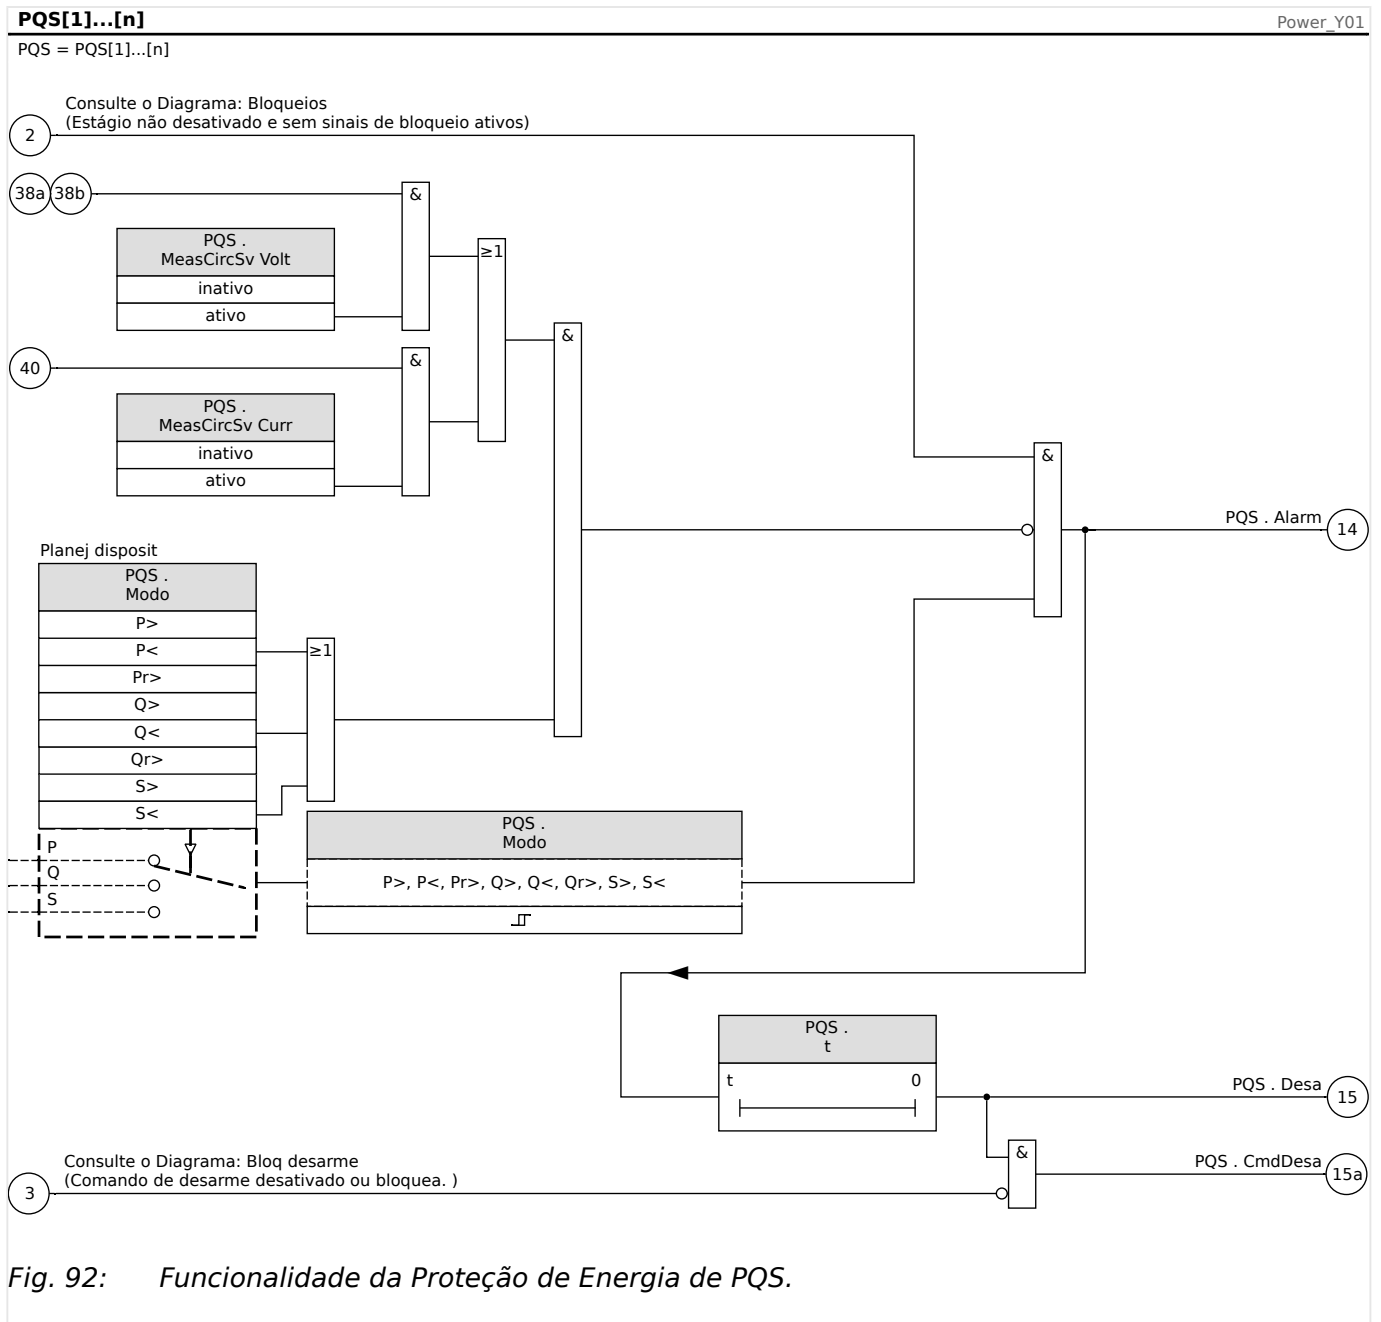 PQS[1]...[n]
Power_Y01
PQS = PQS[1]...[n]
Consulte o Diagrama: Bloqueios
(Estágio não desativado e sem sinais de bloqueio ativos)
2
38a
38b
&
PQS .
MeasCircSv Volt
inativo
ativo
≥1
&
40
&
PQS .
MeasCircSv Curr
inativo
ativo
&
PQS . Alarm
14
Planej disposit
PQS .
Modo
P>
P<
Pr>
Q>
Q<
Qr>
S>
S<
≥1
P
Q
S
PQS .
Modo
P>, P<, Pr>, Q>, Q<, Qr>, S>, S<
PQS .
t
t
0
PQS . Desa
15
&
PQS . CmdDesa
15a
Consulte o Diagrama: Bloq desarme
(Comando de desarme desativado ou bloquea. )
3
Fig. 92: Funcionalidade da Proteção de Energia de PQS.